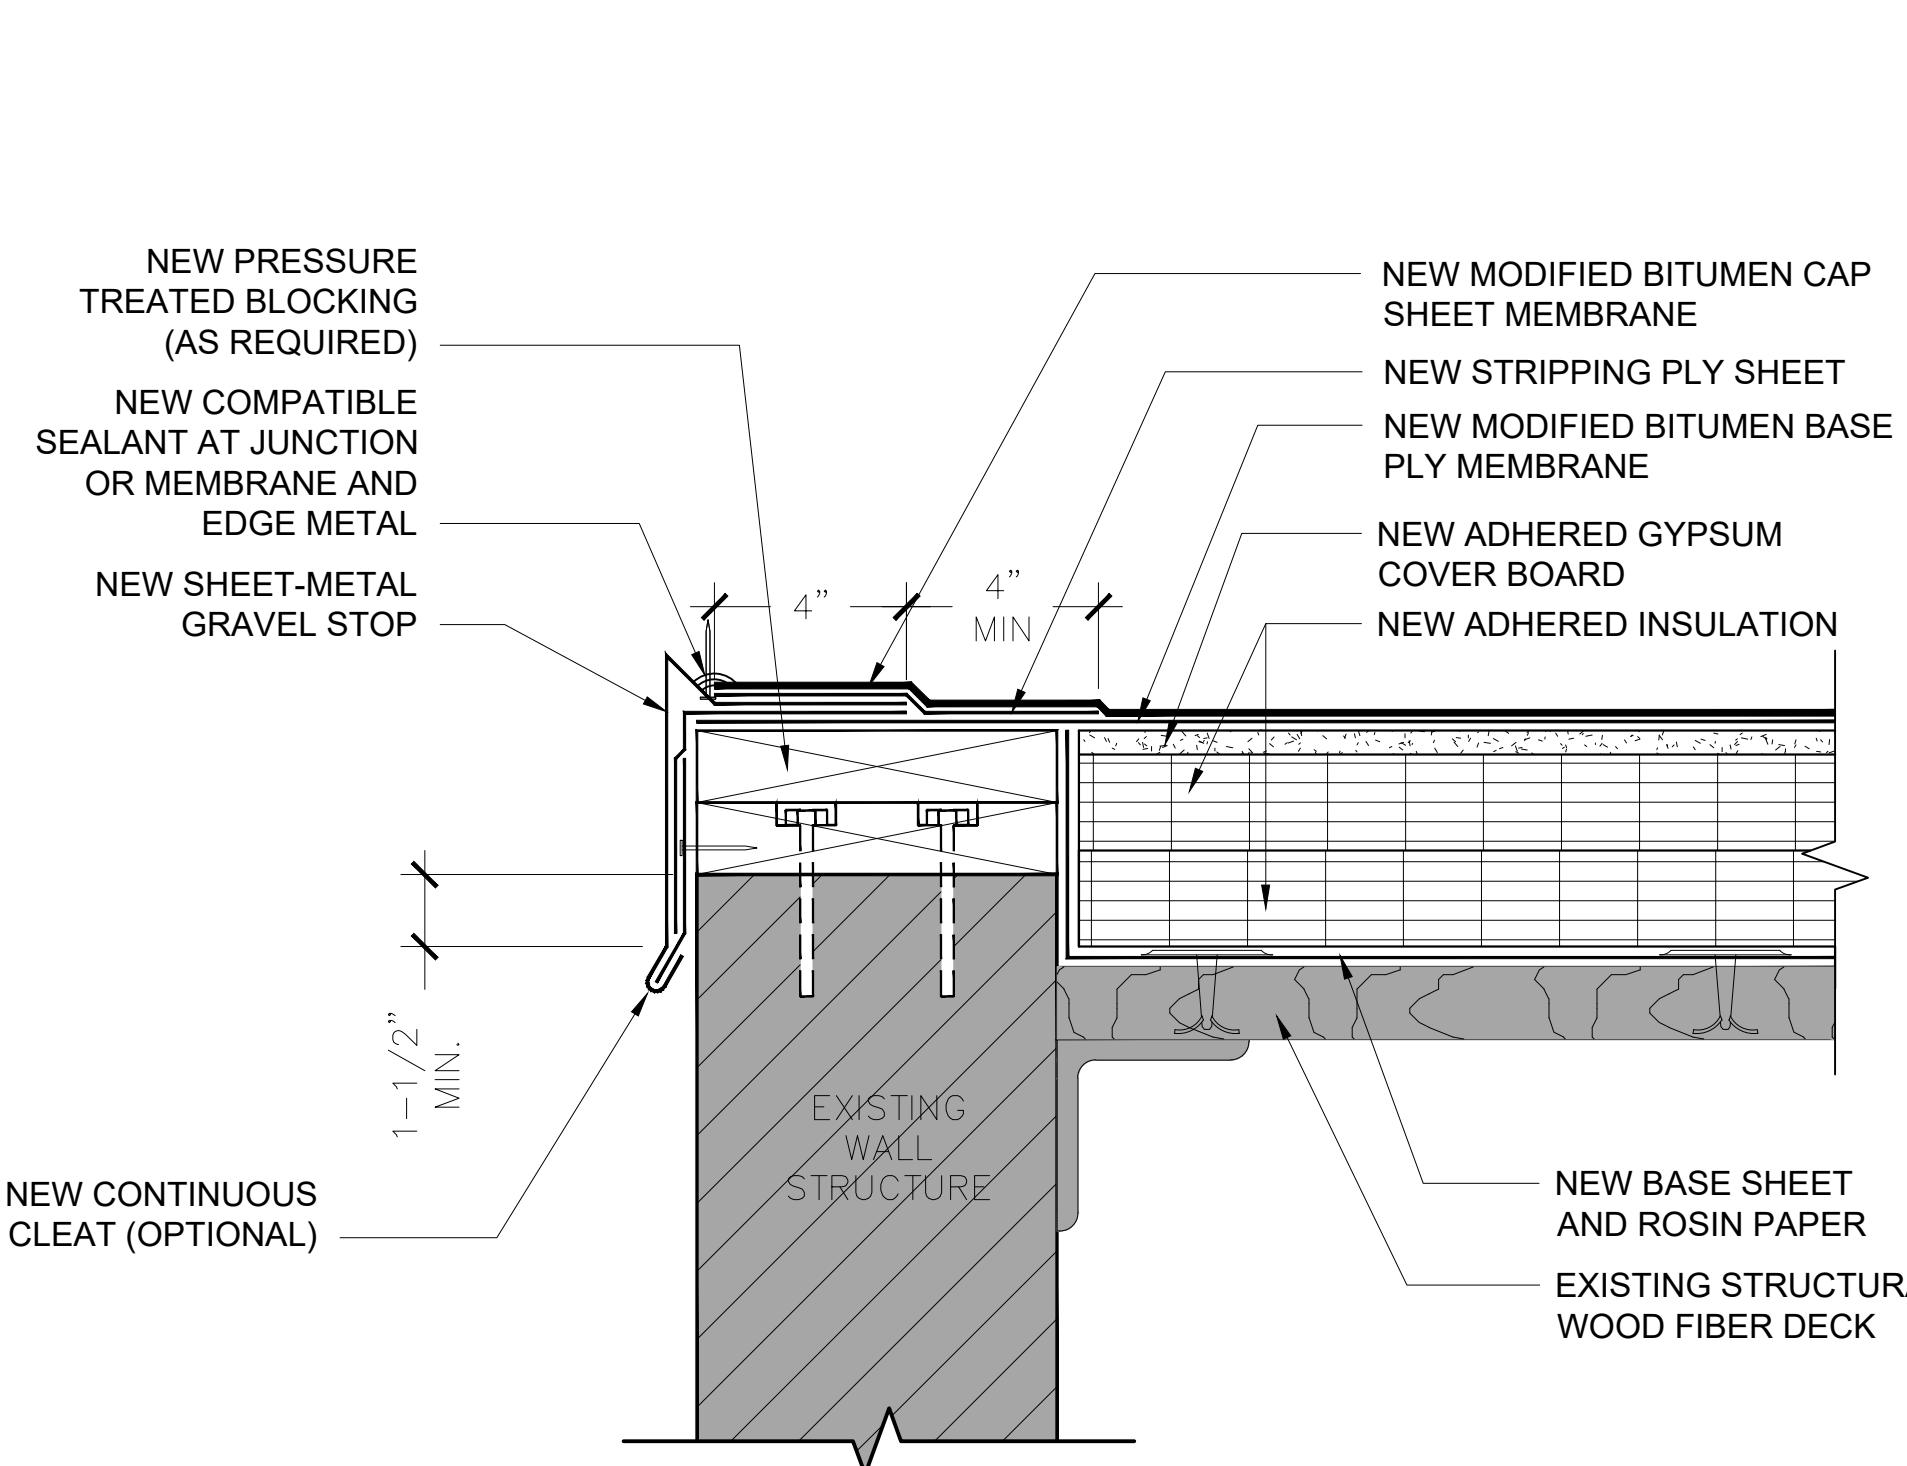 NEW PRESSURE
TREATED BLOCKING
(AS REQUIRED)
NEW COMPATIBLE
SEALANT AT JUNCTION
OR MEMBRANE AND
EDGE METAL
NEW SHEET-METAL
GRAVEL STOP
4”
4”
MIN
NEW MODIFIED BITUMEN CAP
SHEET MEMBRANE
NEW STRIPPING PLY SHEET
NEW MODIFIED BITUMEN BASE
PLY MEMBRANE
NEW ADHERED GYPSUM
COVER BOARD
NEW ADHERED INSULATION
1-1/2”
MIN.
EXISTING
WALL
STRUCTURE
NEW CONTINUOUS
CLEAT (OPTIONAL)
NEW BASE SHEET
AND ROSIN PAPER
EXISTING STRUCTURA
WOOD FIBER DECK